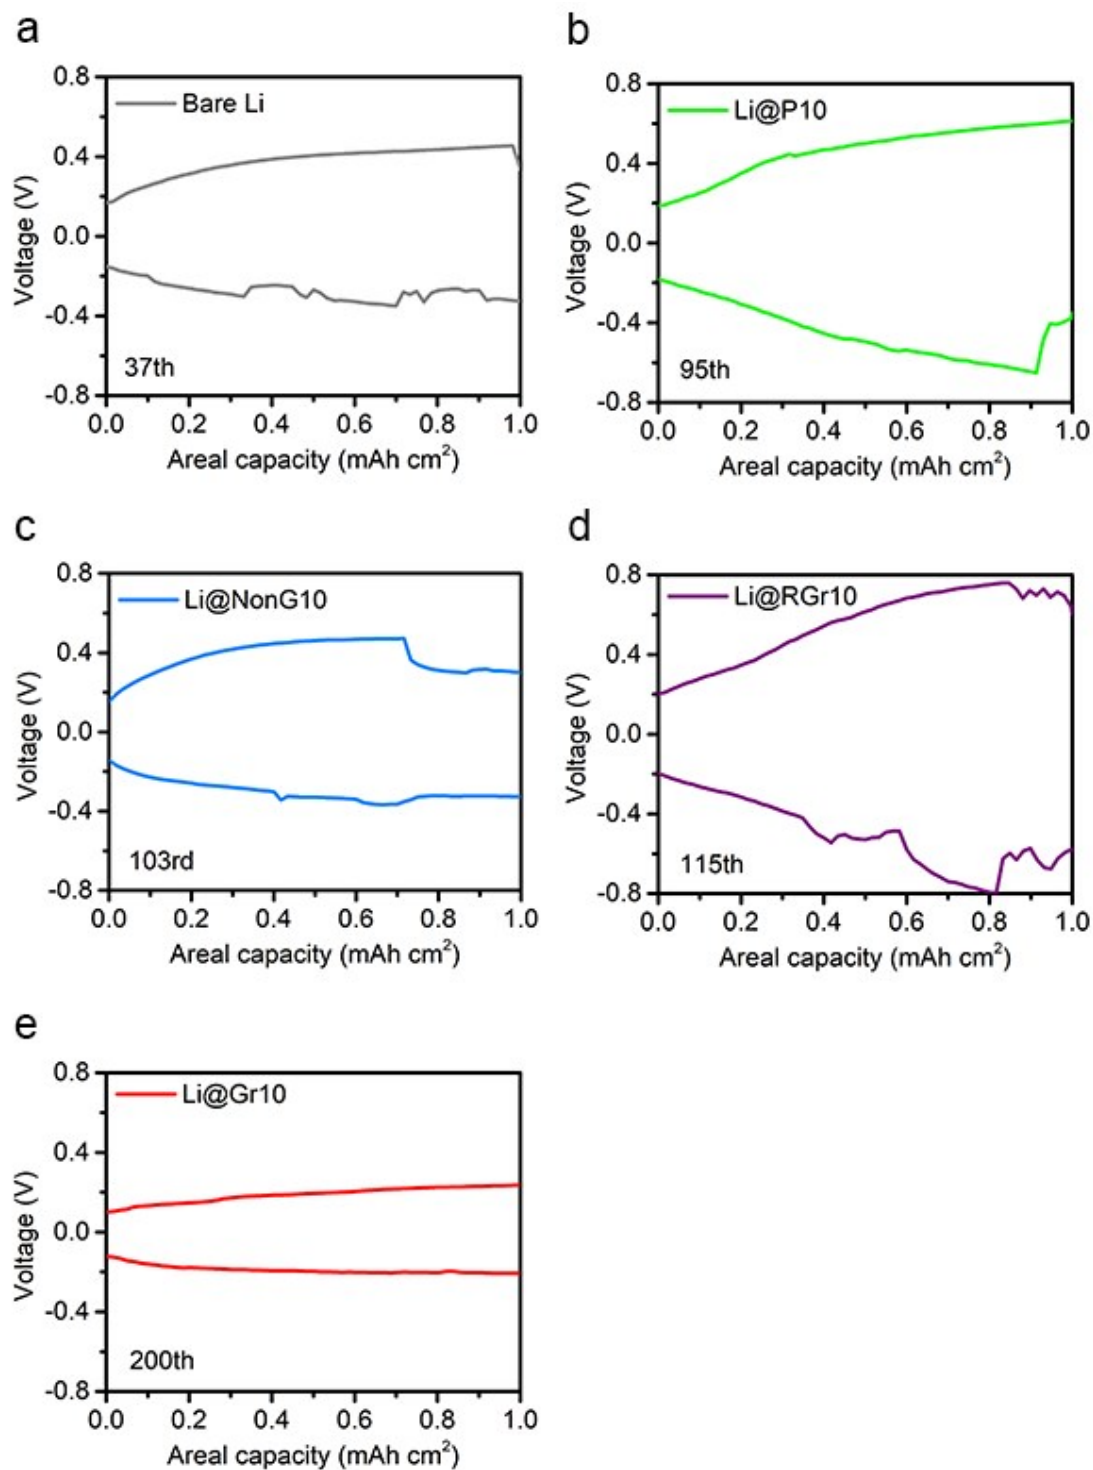 a
0.8
Bare Li
0.4
0.0
-0.4
37th
-0.8
0.0 0.2 0.4 0.6 0.8 1.0
Voltage (V)
Areal capacity (mAh cm²)
b
0.8
Li@P10
0.4
0.0
-0.4
95th
-0.8
0.0 0.2 0.4 0.6 0.8 1.0
Voltage (V)
Areal capacity (mAh cm²)
c
0.8
Li@NonG10
0.4
0.0
-0.4
103rd
-0.8
0.0 0.2 0.4 0.6 0.8 1.0
Voltage (V)
Areal capacity (mAh cm²)
d
0.8
Li@RGr10
0.4
0.0
-0.4
115th
-0.8
0.0 0.2 0.4 0.6 0.8 1.0
Voltage (V)
Areal capacity (mAh cm²)
e
0.8
Li@Gr10
0.4
0.0
-0.4
200th
-0.8
0.0 0.2 0.4 0.6 0.8 1.0
Voltage (V)
Areal capacity (mAh cm²)